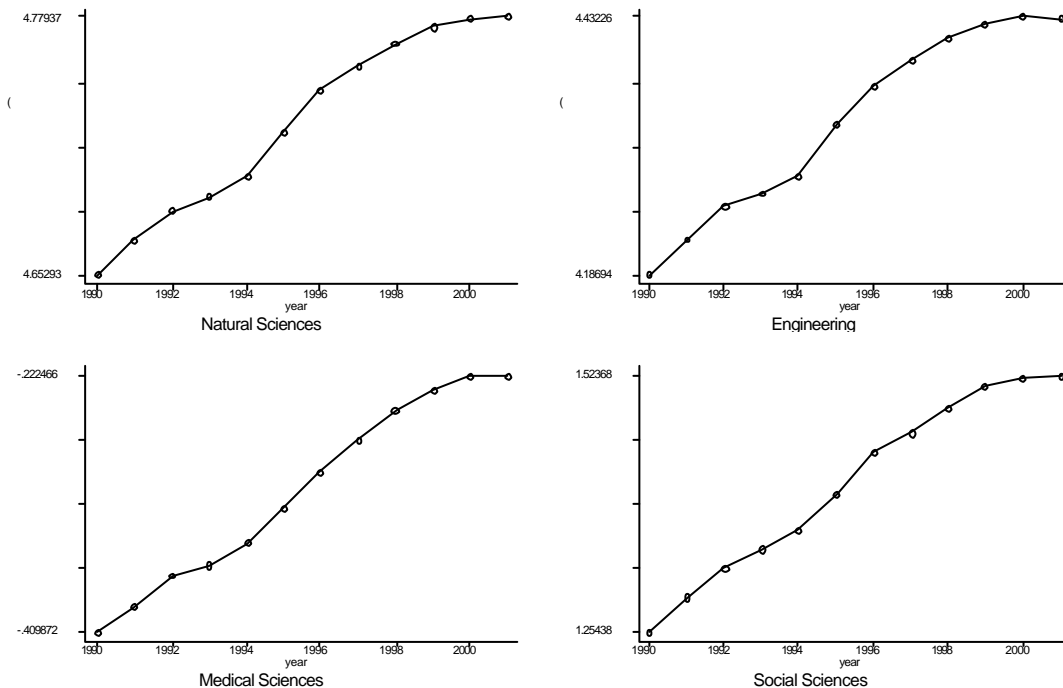 4.77937
(
4.65293
1990 1992 1994 1996 1998 2000
year
Natural Sciences
4.43226
(
4.18694
1990 1992 1994 1996 1998 2000
year
Engineering
-.222466
-.409872
1990 1992 1994 1996 1998 2000
year
Medical Sciences
1.52368
1.25438
1990 1992 1994 1996 1998 2000
year
Social Sciences